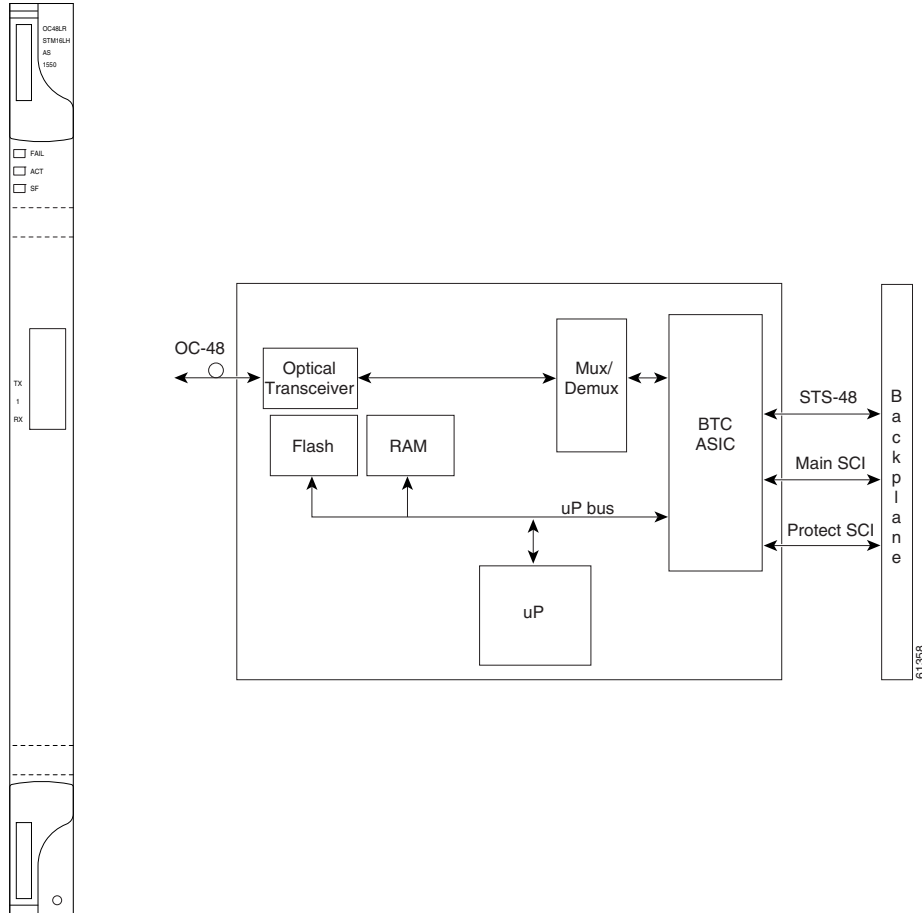 OC48LR
STM16LH
AS
1550
FAIL
ACT
SF
TX
1
RX
OC-48
Optical
Transceiver
Mux/
Demux
Flash
RAM
uP bus
uP
BTC
ASIC
STS-48
Main SCI
Protect SCI
Backplane
61358